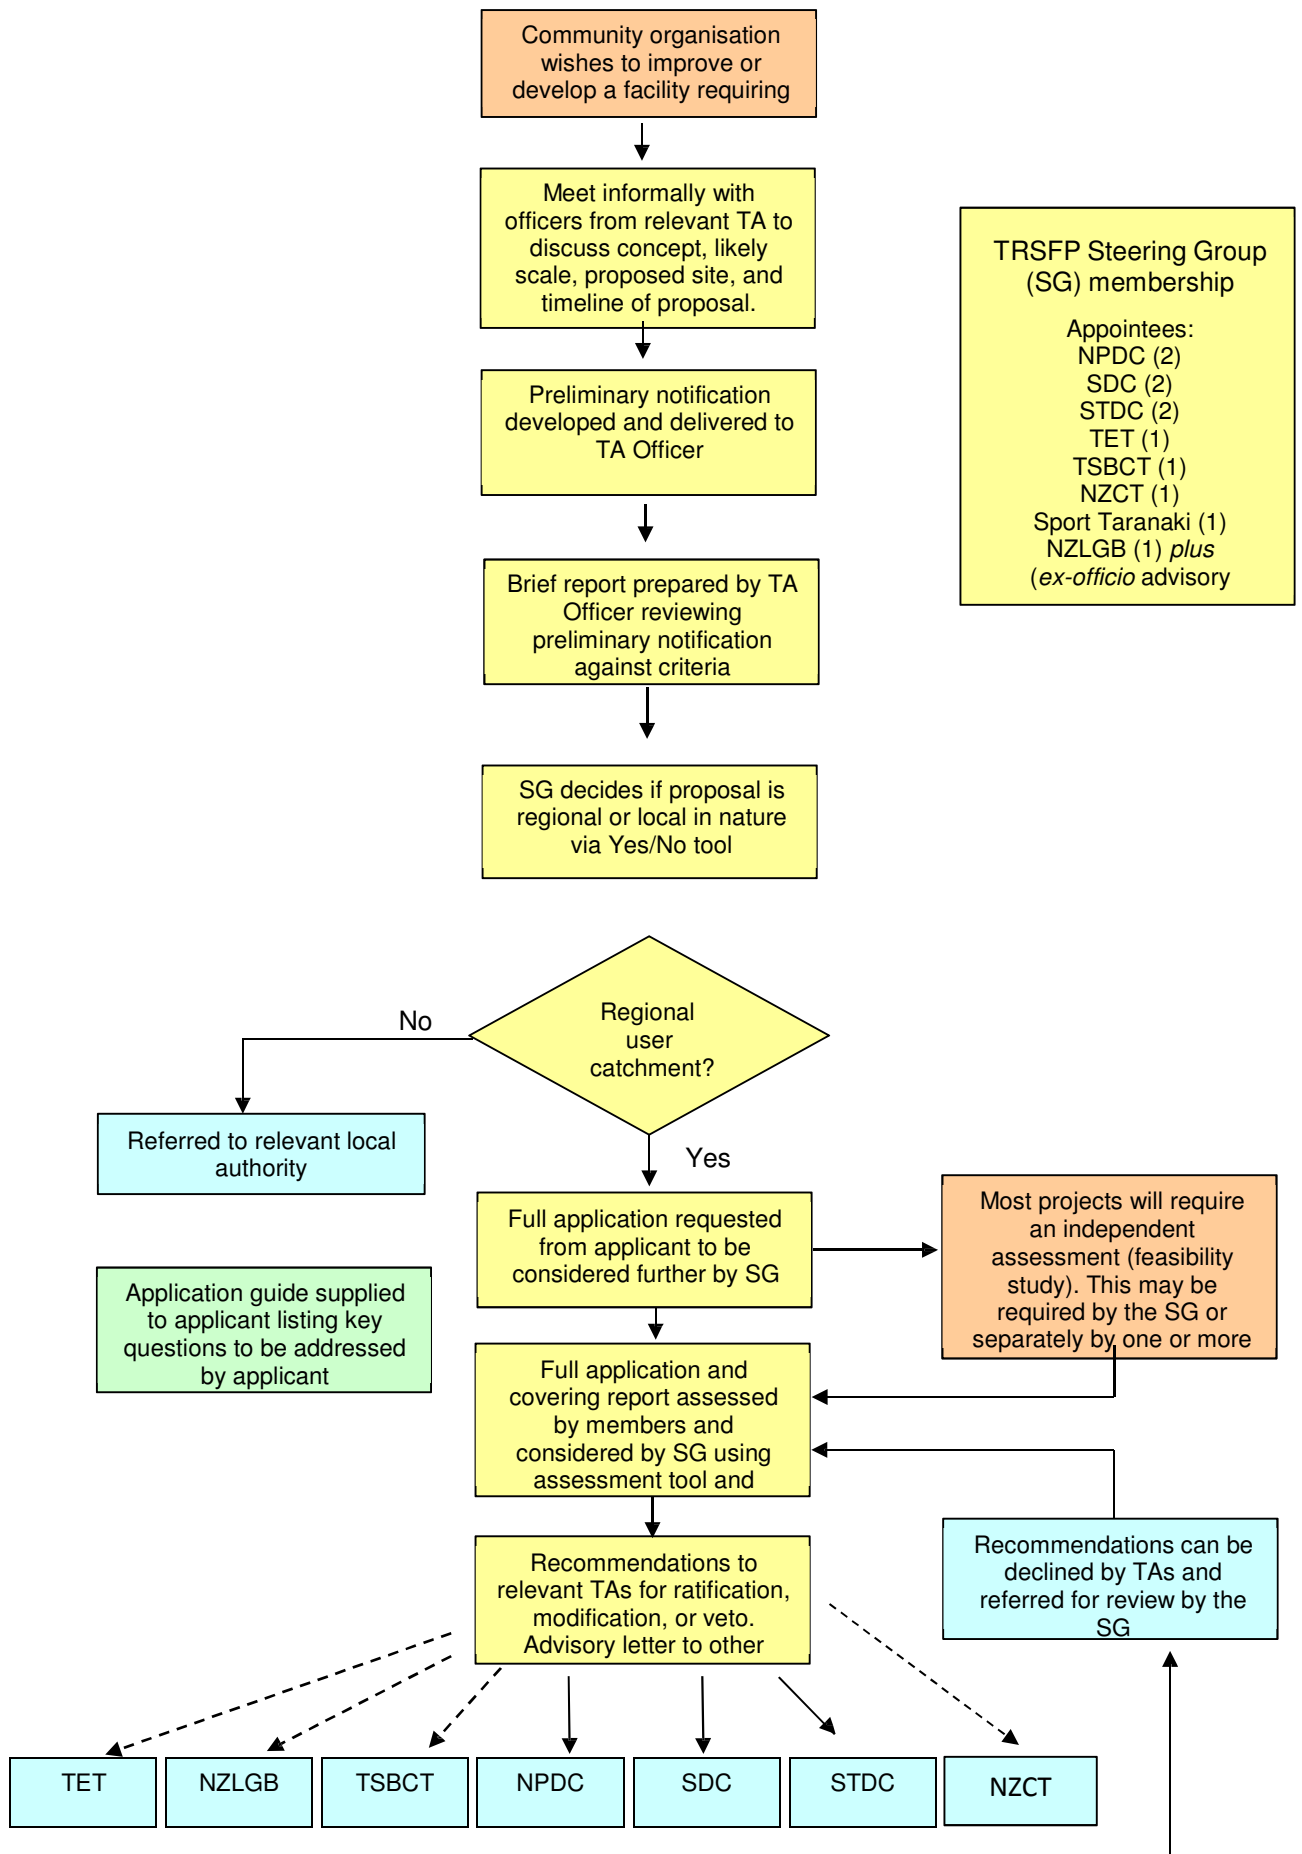 Community organisation
wishes to improve or
develop a facility requiring
Meet informally with
officers from relevant TA to
discuss concept, likely
scale, proposed site, and
timeline of proposal.
TRSFP Steering Group
(SG) membership
Appointees:
NPDC (2)
SDC (2)
STDC (2)
TET (1)
TSBCT (1)
NZCT (1)
Sport Taranaki (1)
NZLGB (1) plus
(ex-officio advisory
Preliminary notification
developed and delivered to
TA Officer
Brief report prepared by TA
Officer reviewing
preliminary notification
against criteria
SG decides if proposal is
regional or local in nature
via Yes/No tool
Regional
user
catchment?
No
Yes
Referred to relevant local
authority
Full application requested
from applicant to be
considered further by SG
Most projects will require
an independent
assessment (feasibility
study). This may be
required by the SG or
separately by one or more
Application guide supplied
to applicant listing key
questions to be addressed
by applicant
Full application and
covering report assessed
by members and
considered by SG using
assessment tool and
Recommendations to
relevant TAs for ratification,
modification, or veto.
Advisory letter to other
Recommendations can be
declined by TAs and
referred for review by the
SG
TET
NZLGB
TSBCT
NPDC
SDC
STDC
NZCT